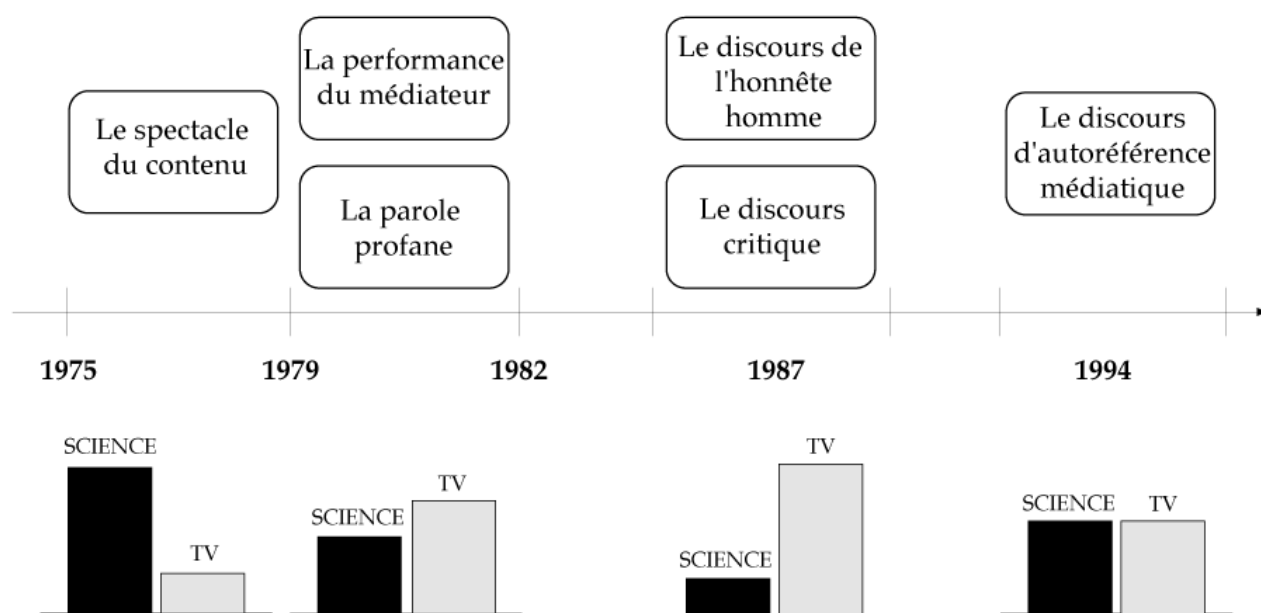 Le spectacle
du contenu
La performance
du médiateur
La parole
profane
Le discours de
l'honnête
homme
Le discours
critique
Le discours
d'autoréférence
médiatique
1975
1979
1982
1987
1994
SCIENCE
TV
SCIENCE
TV
SCIENCE
TV
SCIENCE
TV